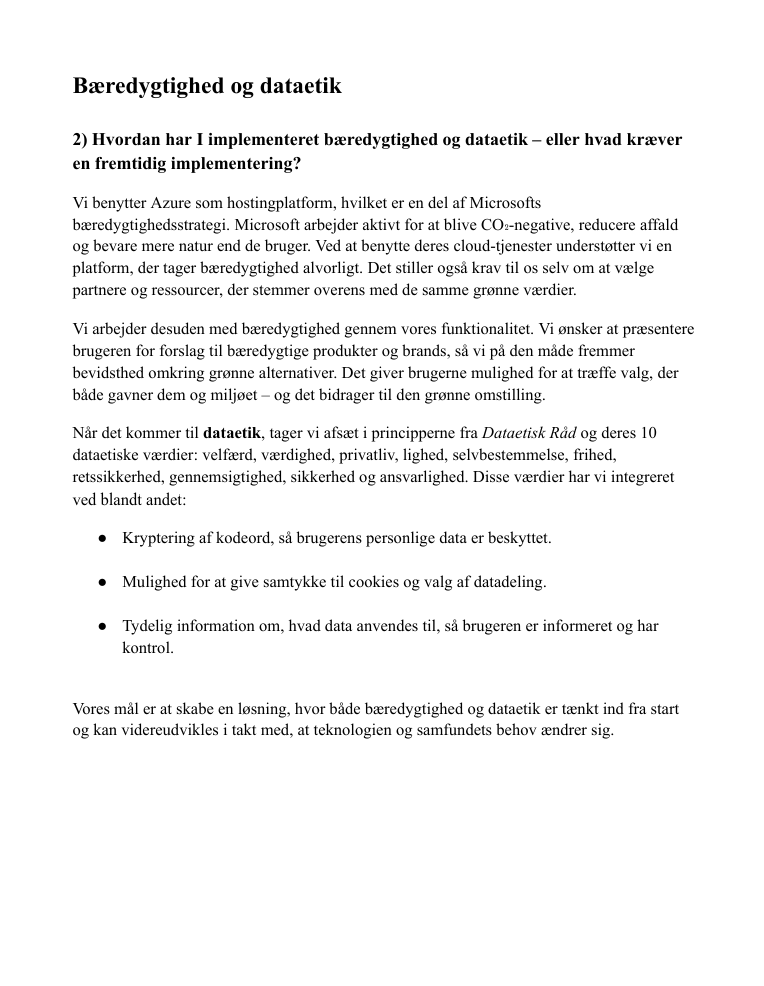 Bæredygtighed og dataetik
2) Hvordan har I implementeret bæredygtighed og dataetik – eller hvad kræver
en fremtidig implementering?
Vi benytter Azure som hostingplatform, hvilket er en del af Microsofts
bæredygtighedsstrategi. Microsoft arbejder aktivt for at blive CO₂-negative, reducere affald
og bevare mere natur end de bruger. Ved at benytte deres cloud-tjenester understøtter vi en
platform, der tager bæredygtighed alvorligt. Det stiller også krav til os selv om at vælge
partnere og ressourcer, der stemmer overens med de samme grønne værdier.
Vi arbejder desuden med bæredygtighed gennem vores funktionalitet. Vi ønsker at præsentere
brugeren for forslag til bæredygtige produkter og brands, så vi på den måde fremmer
bevidsthed omkring grønne alternativer. Det giver brugerne mulighed for at træffe valg, der
både gavner dem og miljøet – og det bidrager til den grønne omstilling.
Når det kommer til dataetik, tager vi afsæt i principperne fra Dataetisk Råd og deres 10
dataetiske værdier: velfærd, værdighed, privatliv, lighed, selvbestemmelse, frihed,
retssikkerhed, gennemsigtighed, sikkerhed og ansvarlighed. Disse værdier har vi integreret
ved blandt andet:
● Kryptering af kodeord, så brugerens personlige data er beskyttet.
● Mulighed for at give samtykke til cookies og valg af datadeling.
● Tydelig information om, hvad data anvendes til, så brugeren er informeret og har
kontrol.
Vores mål er at skabe en løsning, hvor både bæredygtighed og dataetik er tænkt ind fra start
og kan videreudvikles i takt med, at teknologien og samfundets behov ændrer sig.